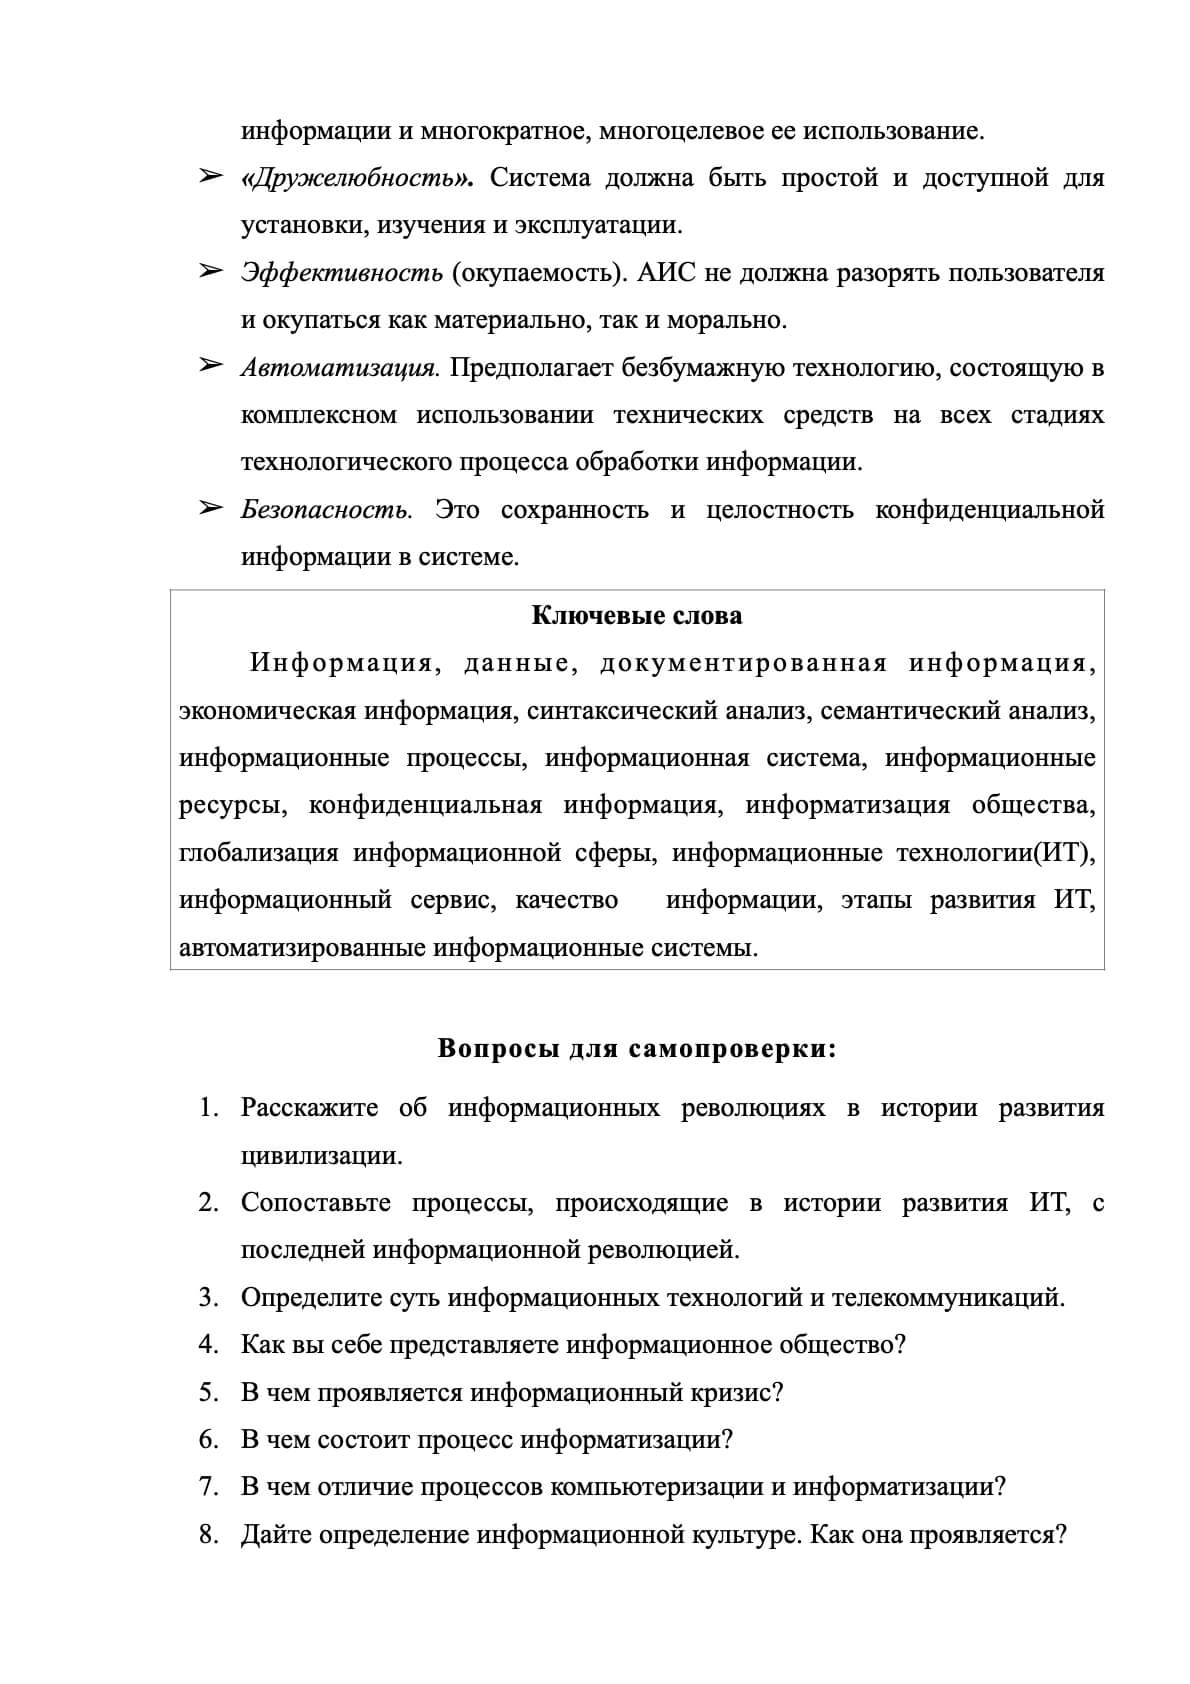 информации и многократное, многоцелевое ее использование.
➢ «Дружелюбность». Система должна быть простой и доступной для
установки, изучения и эксплуатации.
➢ Эффективность (окупаемость). АИС не должна разорять пользователя
и окупаться как материально, так и морально.
➢ Автоматизация. Предполагает безбумажную технологию, состоящую в
комплексном использовании технических средств на всех стадиях
технологического процесса обработки информации.
➢ Безопасность. Это сохранность и целостность конфиденциальной
информации в системе.
Ключевые слова
Информация, данные, документированная информация,
экономическая информация, синтаксический анализ, семантический анализ,
информационные процессы, информационная система, информационные
ресурсы, конфиденциальная информация, информатизация общества,
глобализация информационной сферы, информационные технологии(ИТ),
информационный сервис, качество информации, этапы развития ИТ,
автоматизированные информационные системы.
Вопросы для самопроверки:
1. Расскажите об информационных революциях в истории развития
цивилизации.
2. Сопоставьте процессы, происходящие в истории развития ИТ, с
последней информационной революцией.
3. Определите суть информационных технологий и телекоммуникаций.
4. Как вы себе представляете информационное общество?
5. В чем проявляется информационный кризис?
6. В чем состоит процесс информатизации?
7. В чем отличие процессов компьютеризации и информатизации?
8. Дайте определение информационной культуре. Как она проявляется?